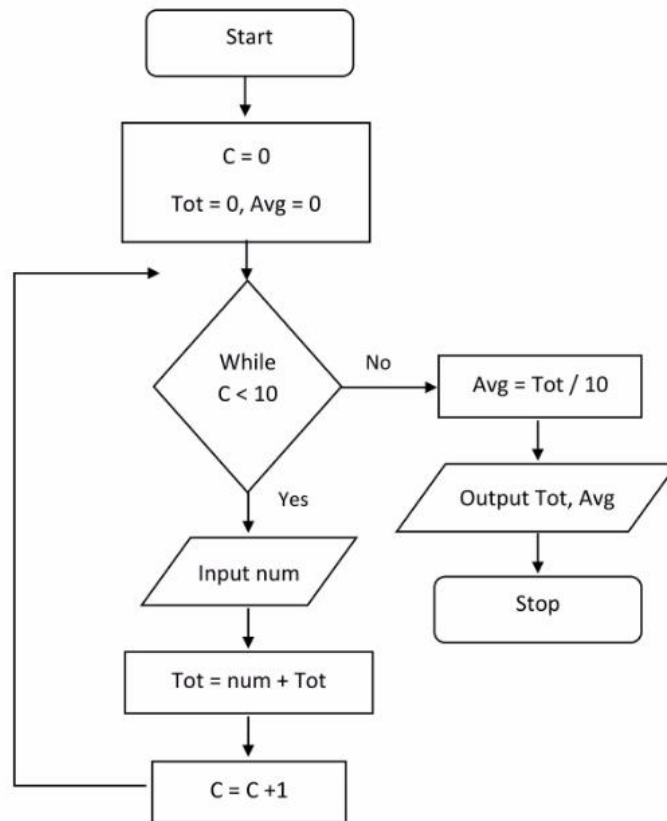 Start
C = 0
Tot = 0, Avg = 0
While
C < 10
No
Avg = Tot / 10
Output Tot, Avg
Stop
Yes
Input num
Tot = num + Tot
C = C +1